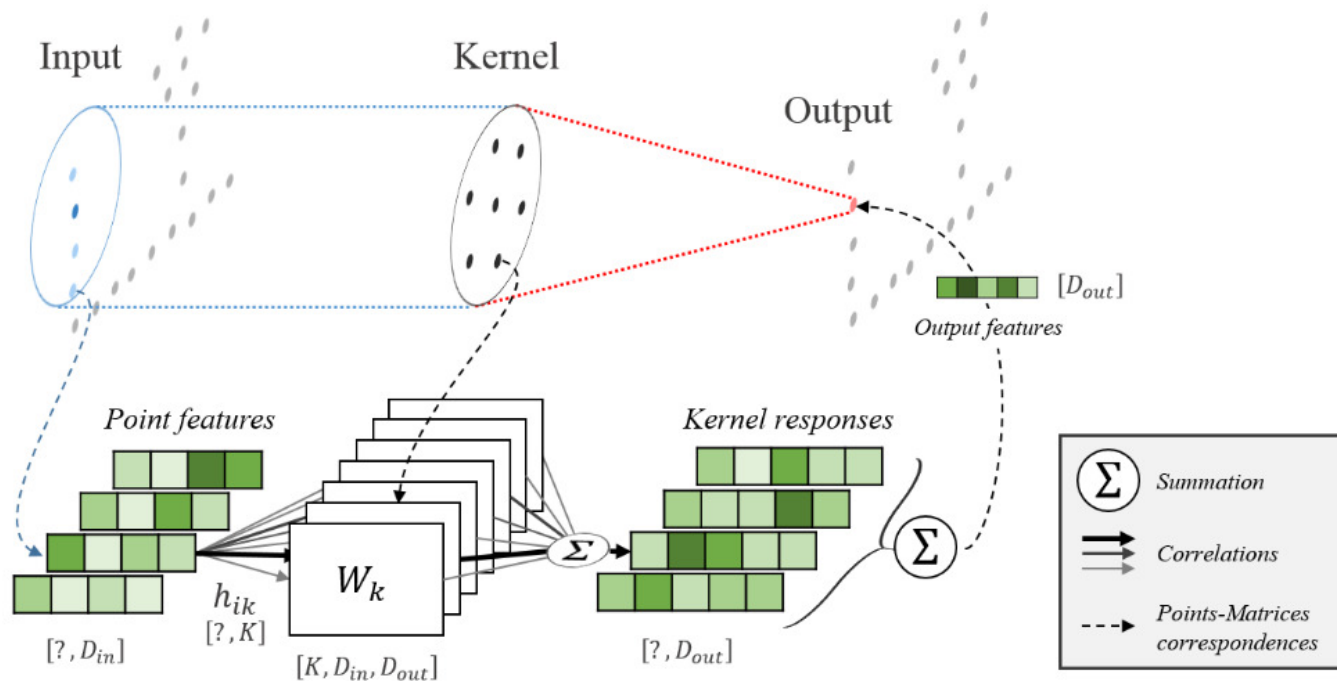 Input
Kernel
Output
[D_out]
Output features
Point features
Kernel responses
Σ
Summation
Correlations
Points-Matrices
correspondences
W_k
Σ
Σ
h_ik
[?, K]
[?, D_in]
[K, D_in, D_out]
[?, D_out]